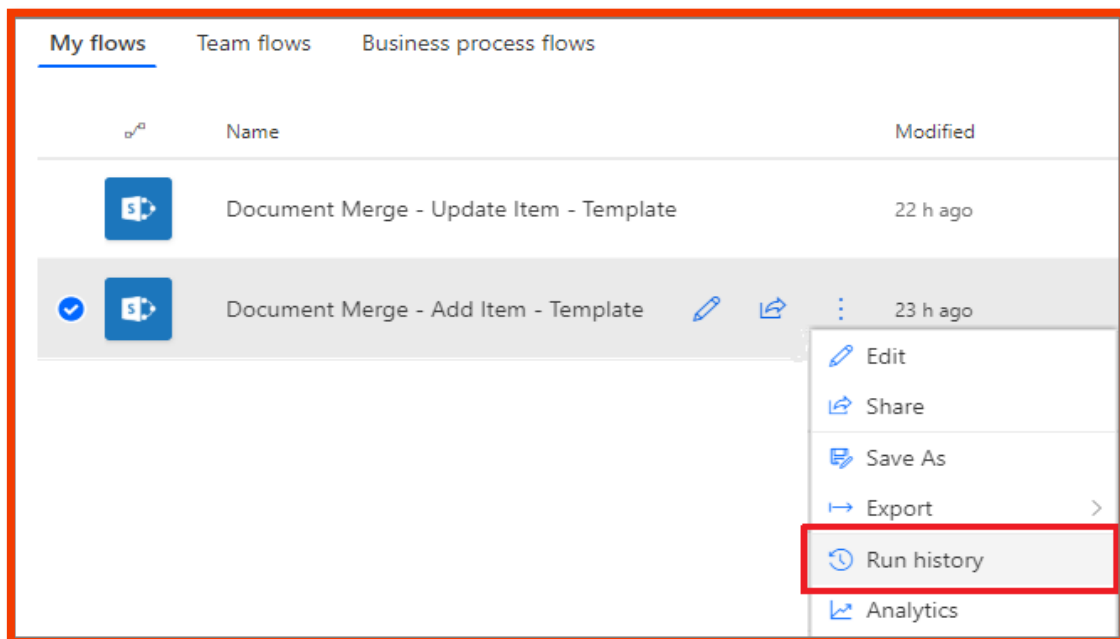 My flows Team flows Business process flows
Name Modified
Document Merge - Update Item - Template 22 h ago
Document Merge - Add Item - Template 23 h ago
Edit
Share
Save As
Export
Run history
Analytics